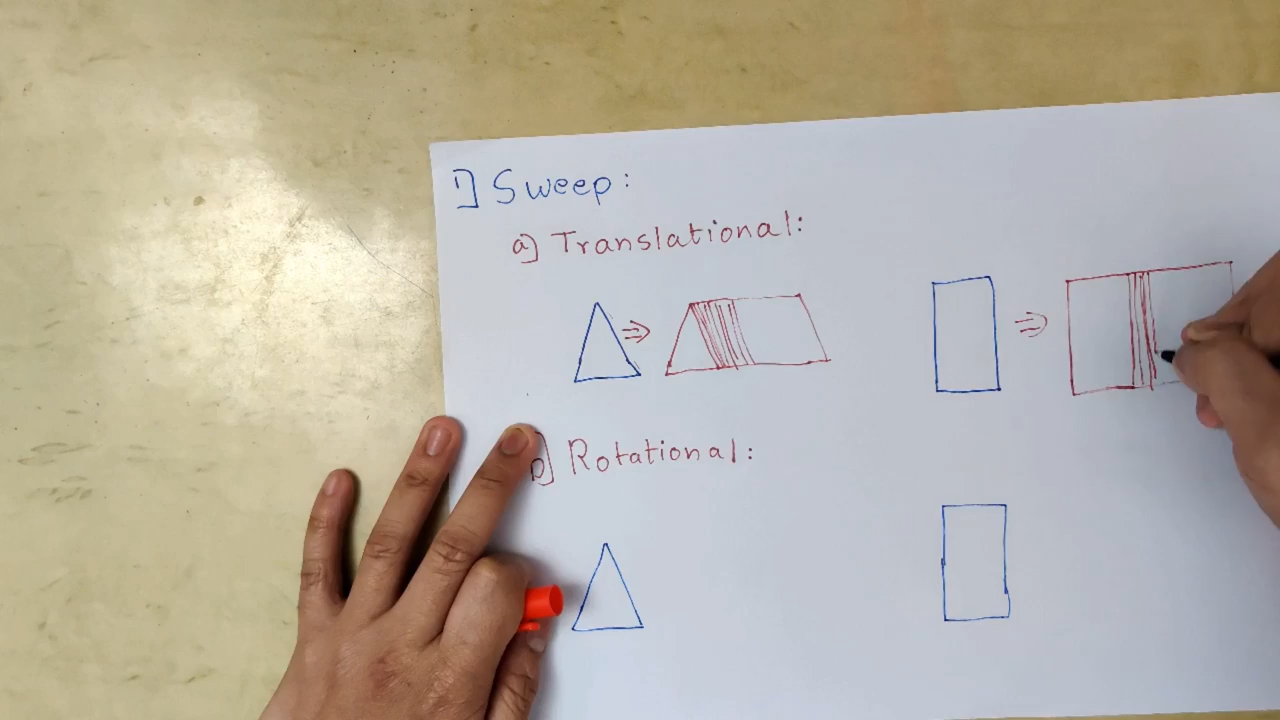 1] Sweep:
a) Translational:
⇒
⇒
b) Rotational: